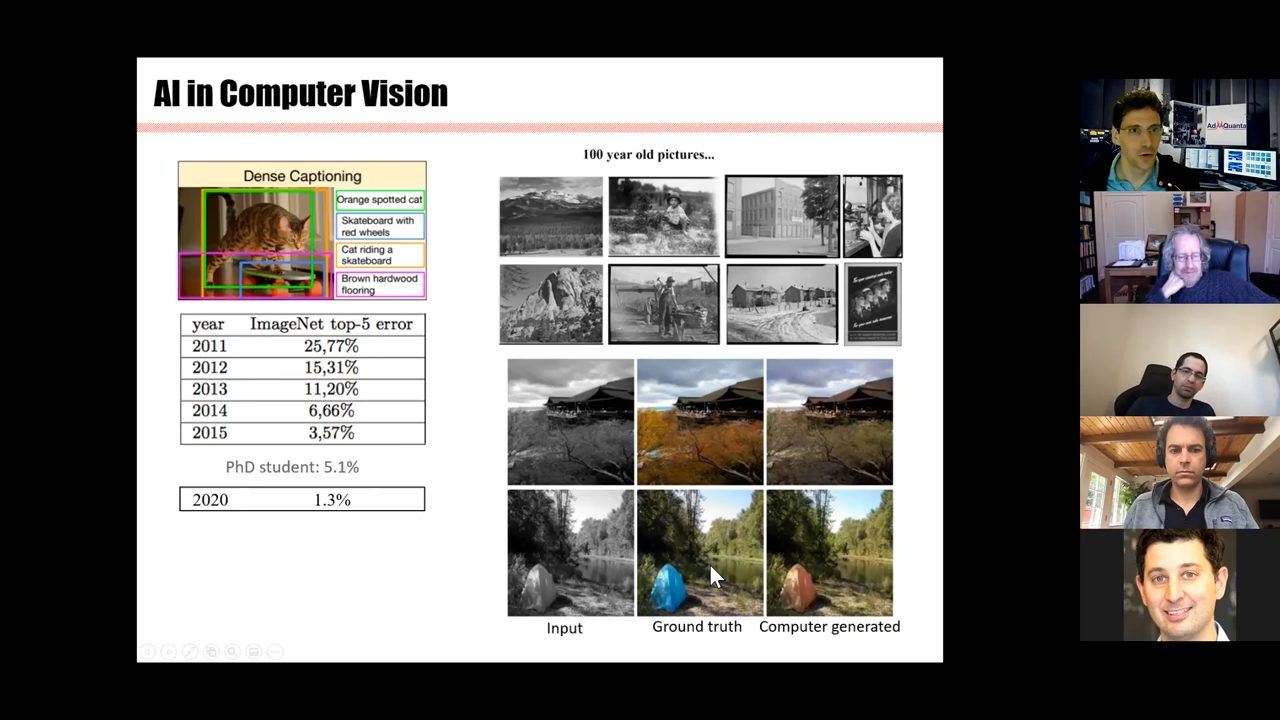 AI in Computer Vision
Dense Captioning
Orange spotted cat
Skateboard with
red wheels
Cat riding a
skateboard
Brown hardwood
flooring
year ImageNet top-5 error
2011 25,77%
2012 15,31%
2013 11,20%
2014 6,66%
2015 3,57%
PhD student: 5.1%
2020 1.3%
100 year old pictures...
Input
Ground truth
Computer generated